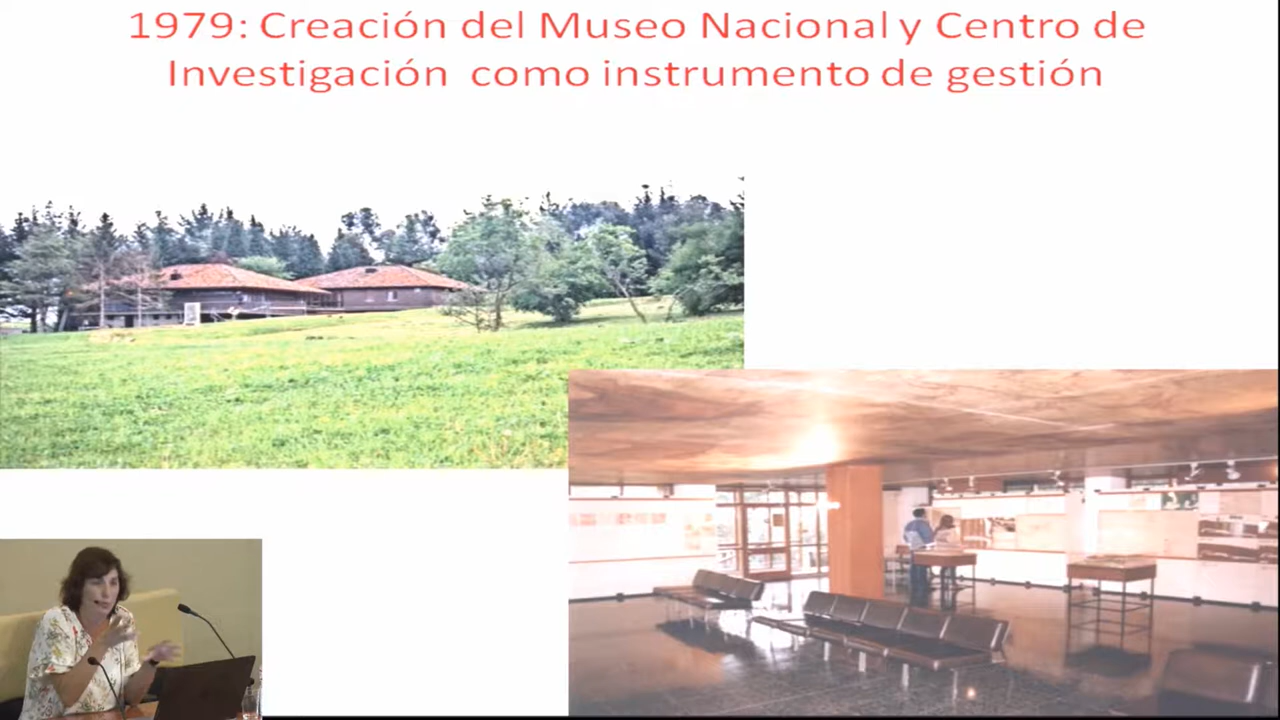 1979: Creación del Museo Nacional y Centro de
Investigación como instrumento de gestión